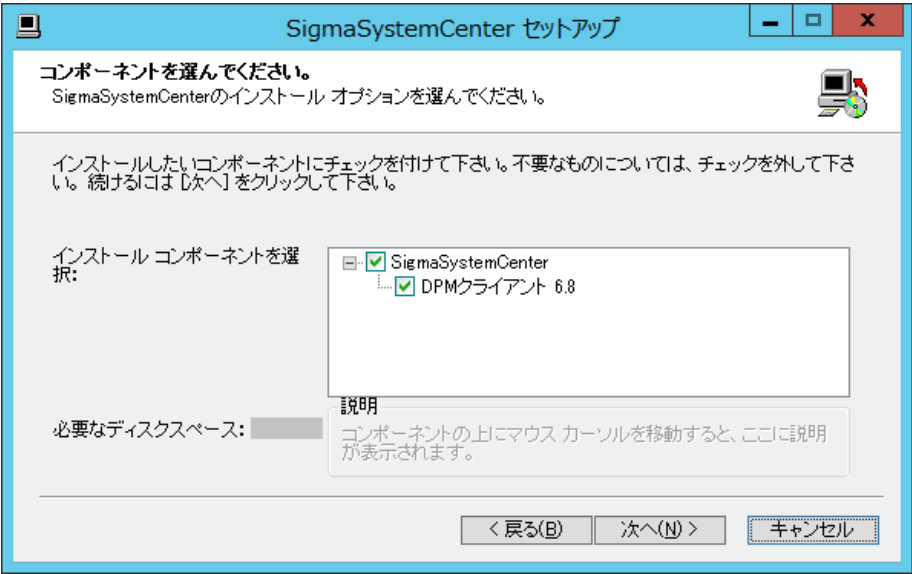 SigmaSystemCenter セットアップ
コンポーネントを選んでください。
SigmaSystemCenterのインストール オプションを選んでください。
インストールしたいコンポーネントにチェックを付けて下さい。不要なものについては、チェックを外して下さ
い。続けるには [次へ] をクリックして下さい。
インストール コンポーネントを選
択:
SigmaSystemCenter
DPMクライアント 6.8
必要なディスクスペース:
説明
コンポーネントの上にマウス カーソルを移動すると、ここに説明
が表示されます。
< 戻る(B)
次へ(N) >
キャンセル